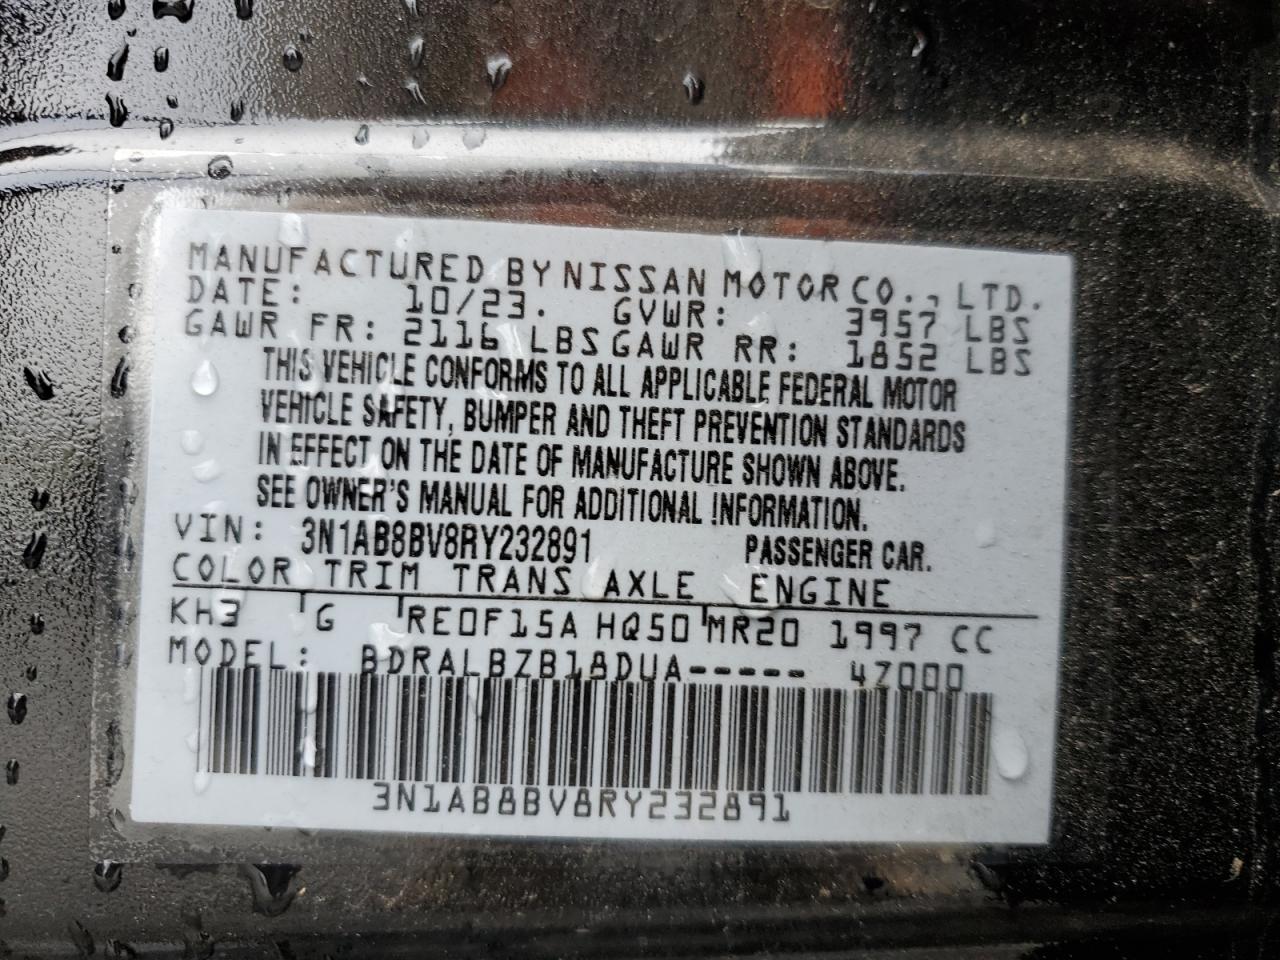 MANUFACTURED BY NISSAN MOTOR CO., LTD.
DATE: 10/23. GVWR: 3957 LBS
GAWR FR: 2116 LBS GAWR RR: 1852 LBS
THIS VEHICLE CONFORMS TO ALL APPLICABLE FEDERAL MOTOR
VEHICLE SAFETY, BUMPER AND THEFT PREVENTION STANDARDS
IN EFFECT ON THE DATE OF MANUFACTURE SHOWN ABOVE.
SEE OWNER'S MANUAL FOR ADDITIONAL INFORMATION.
VIN: 3N1AB8BV8RY232891 PASSENGER CAR.
COLOR TRIM TRANS AXLE ENGINE
KH3 G RE0F15A HQ50 MR20 1997 CC
MODEL: BDRALBZB18DUA----- 4Z000
3N1AB8BV8RY232891